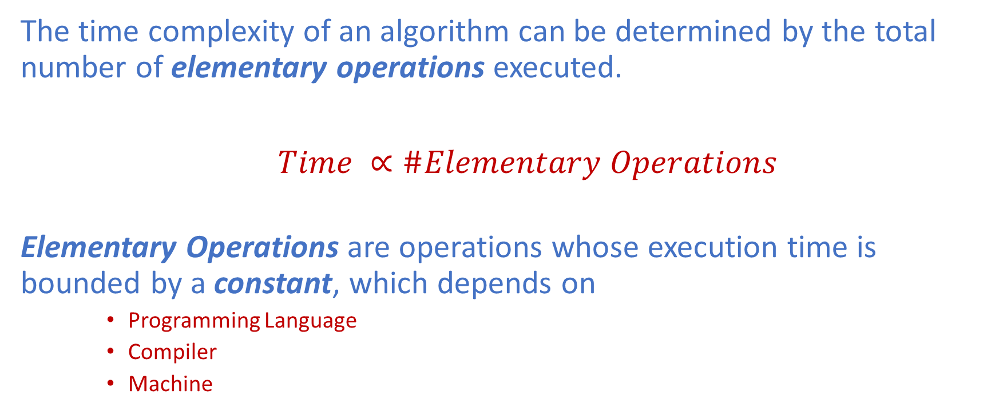 The time complexity of an algorithm can be determined by the total
number of elementary operations executed.
Time ∝ #Elementary Operations
Elementary Operations are operations whose execution time is
bounded by a constant, which depends on
• Programming Language
• Compiler
• Machine